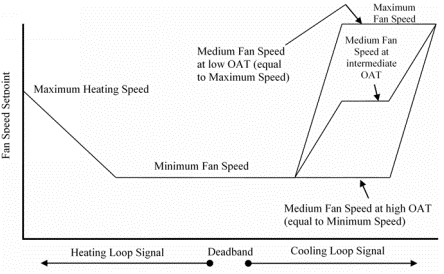 Maximum
Fan Speed
Medium Fan Speed
at low OAT (equal
to Maximum Speed)
Medium Fan
Speed at
intermediate
OAT
Maximum Heating Speed
Fan Speed Setpoint
Minimum Fan Speed
Medium Fan Speed at high OAT
(equal to Minimum Speed)
Heating Loop Signal
Deadband
Cooling Loop Signal